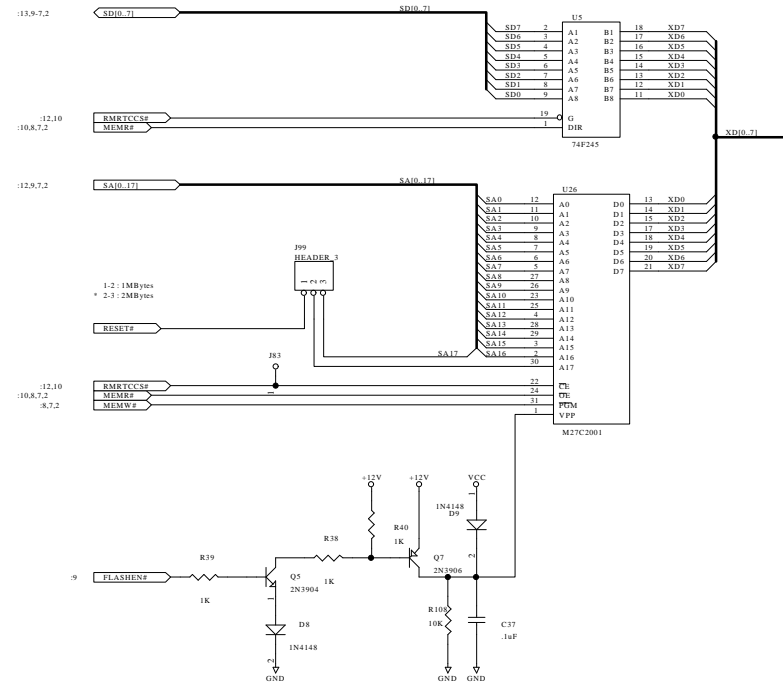 :13,9-7,2 SD[0..7] SD[0..7]
U5
SD7 2 A1 B1 18 XD7
SD6 3 A2 B2 17 XD6
SD5 4 A3 B3 16 XD5
SD4 5 A4 B4 15 XD4
SD3 6 A5 B5 14 XD3
SD2 7 A6 B6 13 XD2
SD1 8 A7 B7 12 XD1
SD0 9 A8 B8 11 XD0
:12,10 RMRTCCS# 19 G
:10,8,7,2 MEMR# 1 DIR
74F245
XD[0..7]
:12,9,7,2 SA[0..17] SA[0..17]
U26
SA0 12 A0 D0 13 XD0
SA1 11 A1 D1 14 XD1
SA2 10 A2 D2 15 XD2
SA3 9 A3 D3 17 XD3
SA4 8 A4 D4 18 XD4
SA5 7 A5 D5 19 XD5
SA6 6 A6 D6 20 XD6
SA7 5 A7 D7 21 XD7
SA8 27 A8
SA9 26 A9
SA10 23 A10
SA11 25 A11
SA12 4 A12
SA13 28 A13
SA14 29 A14
SA15 3 A15
SA17 SA16 2 A16
30 A17
J99
HEADER_3
1 2 3
1-2 : 1MBytes
* 2-3 : 2MBytes
RESET#
J83
1
:12,10 RMRTCCS# 22 CE
:10,8,7,2 MEMR# 24 OE
:8,7,2 MEMW# 31 PGM
1 VPP
M27C2001
+12V +12V VCC
1
1N4148
D9
2
R40
1K
R38
1K
Q7
2N3906
R39
1K
:9 FLASHEN#
Q5
2N3904
1
D8
1N4148
2
R108
10K
C37
.1uF
GND GND GND